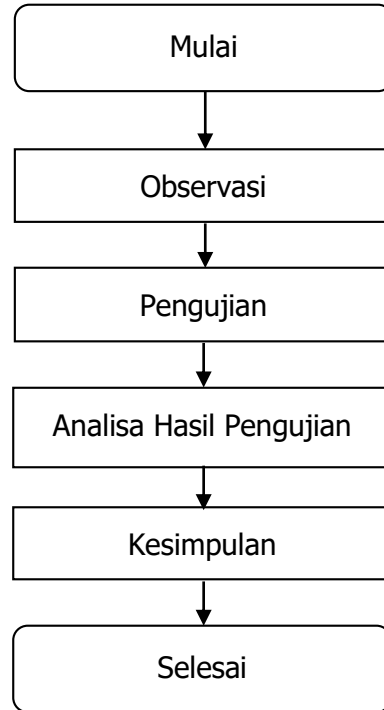 Mulai
Observasi
Pengujian
Analisa Hasil Pengujian
Kesimpulan
Selesai